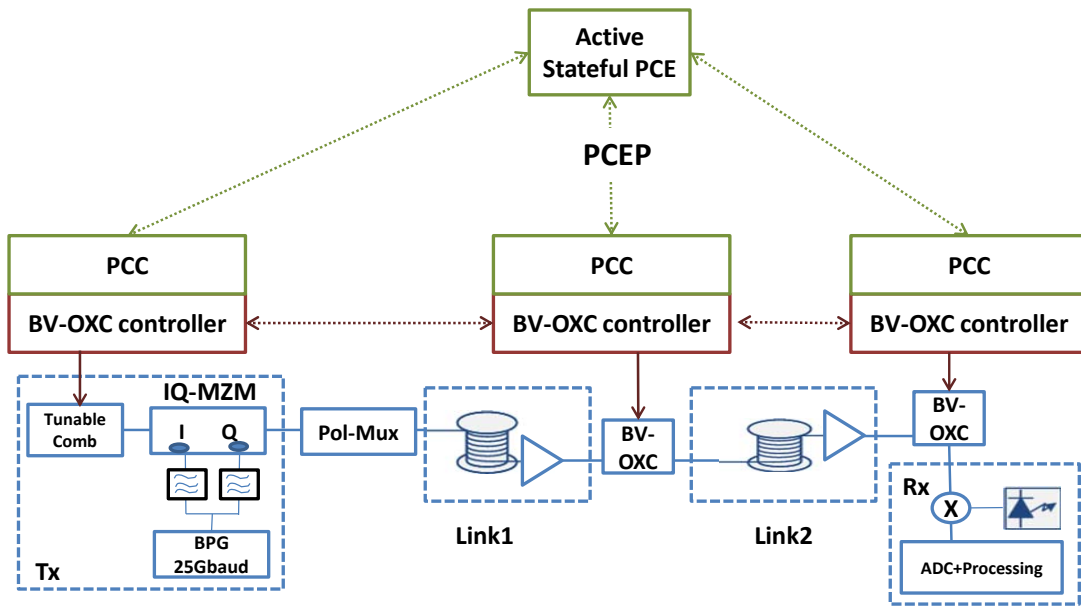 Active
Stateful PCE
PCEP
PCC
PCC
PCC
BV-OXC controller
BV-OXC controller
BV-OXC controller
IQ-MZM
Tunable
Comb
I
Q
Pol-Mux
BV-
OXC
BV-
OXC
BPG
25Gbaud
Tx
Link1
Link2
Rx
X
ADC+Processing